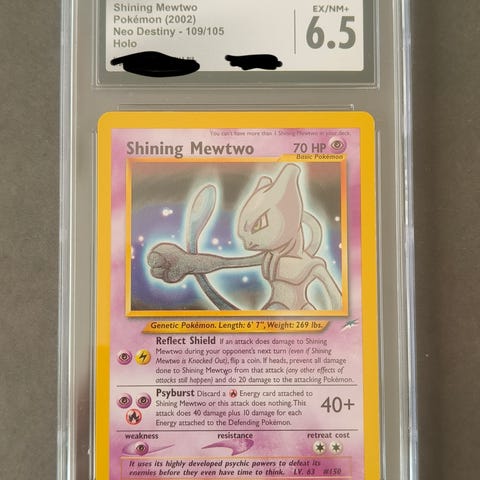 Shining Mewtwo
Pokémon (2002)
Neo Destiny - 109/105
Holo
EX/NM+
6.5
You can't have more than 1 Shining Mewtwo in your deck.
Shining Mewtwo 70 HP
Basic Pokémon
Genetic Pokémon. Length: 6' 7", Weight: 269 lbs.
Reflect Shield If an attack does damage to Shining
Mewtwo during your opponent's next turn (even if Shining
Mewtwo is Knocked Out), flip a coin. If heads, prevent all damage
done to Shining Mewtwo from that attack (any other effects of
attacks still happen) and do 20 damage to the attacking Pokémon.
Psyburst Discard a Energy card attached to
Shining Mewtwo or this attack does nothing. This
attack does 40 damage plus 10 damage for each
Energy attached to the Defending Pokémon.
40+
weakness resistance retreat cost
It uses its highly developed psychic powers to defeat its
enemies before they even have time to think. LV. 63 #150